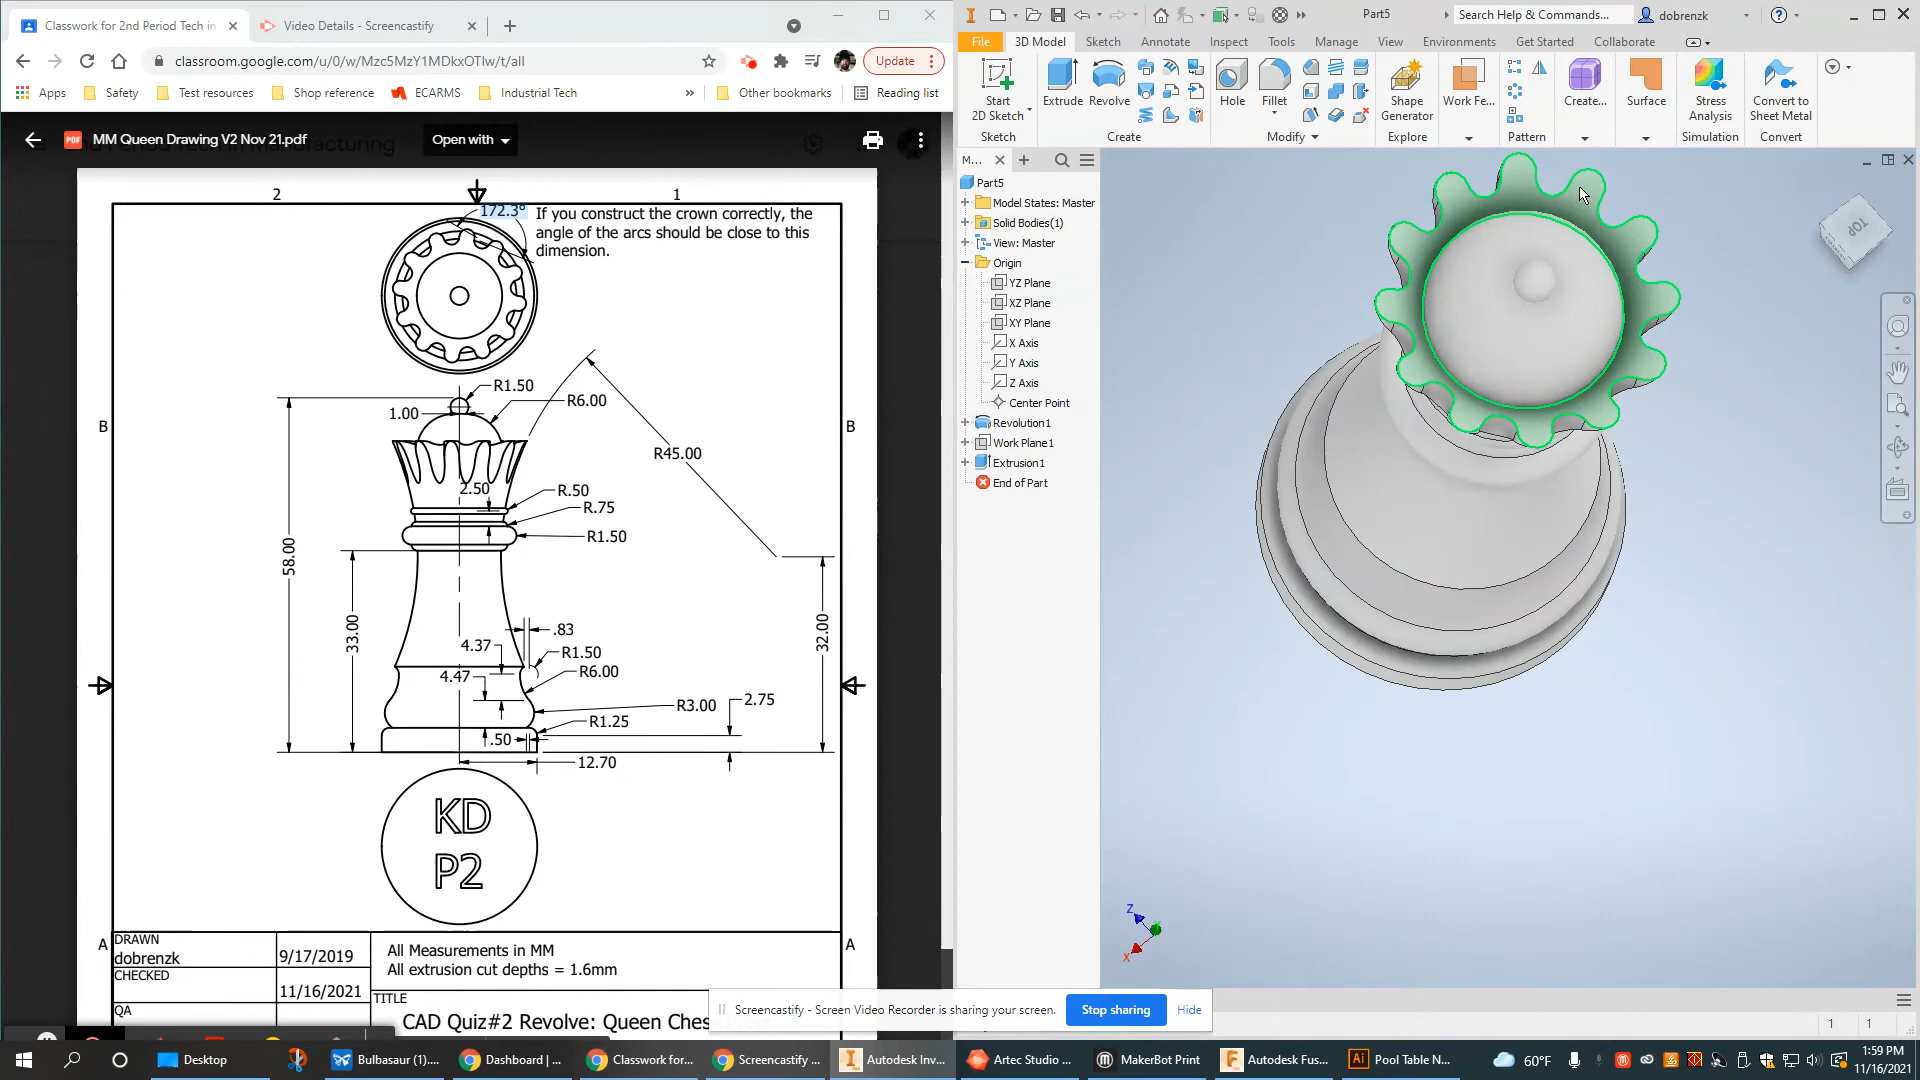 Classwork for 2nd Period Tech in
Video Details - Screencastify
classroom.google.com/u/0/w/Mzc5MzY1MDkxOTIw/t/all
Update
Apps
Safety
Test resources
Shop reference
ECARMS
Industrial Tech
»
Other bookmarks
Reading list
MM Queen Drawing V2 Nov 21.pdf
Open with
2
1
172.3°
If you construct the crown correctly, the
angle of the arcs should be close to this
dimension.
R1.50
1.00
R6.00
B
B
R45.00
2.50
R.50
R.75
R1.50
58.00
33.00
32.00
.83
4.37
R1.50
4.47
R6.00
R3.00
2.75
R1.25
.50
12.70
KD
P2
A
A
DRAWN
dobrenzk
9/17/2019
CHECKED
11/16/2021
QA
All Measurements in MM
All extrusion cut depths = 1.6mm
TITLE
CAD Quiz#2 Revolve: Queen Ches
Part5
Search Help & Commands...
dobrenzk
File
3D Model
Sketch
Annotate
Inspect
Tools
Manage
View
Environments
Get Started
Collaborate
Start
2D Sketch
Extrude
Revolve
Hole
Fillet
Shape
Generator
Work Fe...
Create...
Surface
Stress
Analysis
Convert to
Sheet Metal
Sketch
Create
Modify
Explore
Pattern
Simulation
Convert
M...
Part5
Model States: Master
Solid Bodies(1)
View: Master
Origin
YZ Plane
XZ Plane
XY Plane
X Axis
Y Axis
Z Axis
Center Point
Revolution1
Work Plane1
Extrusion1
End of Part
TOP
Z
X
Screencastify - Screen Video Recorder is sharing your screen.
Stop sharing
Hide
1
1
Desktop
Bulbasaur (1)....
Dashboard | ...
Classwork for...
Screencastify ...
Autodesk Inv...
Artec Studio ...
MakerBot Print
Autodesk Fus...
Pool Table N...
60°F
1:59 PM
11/16/2021